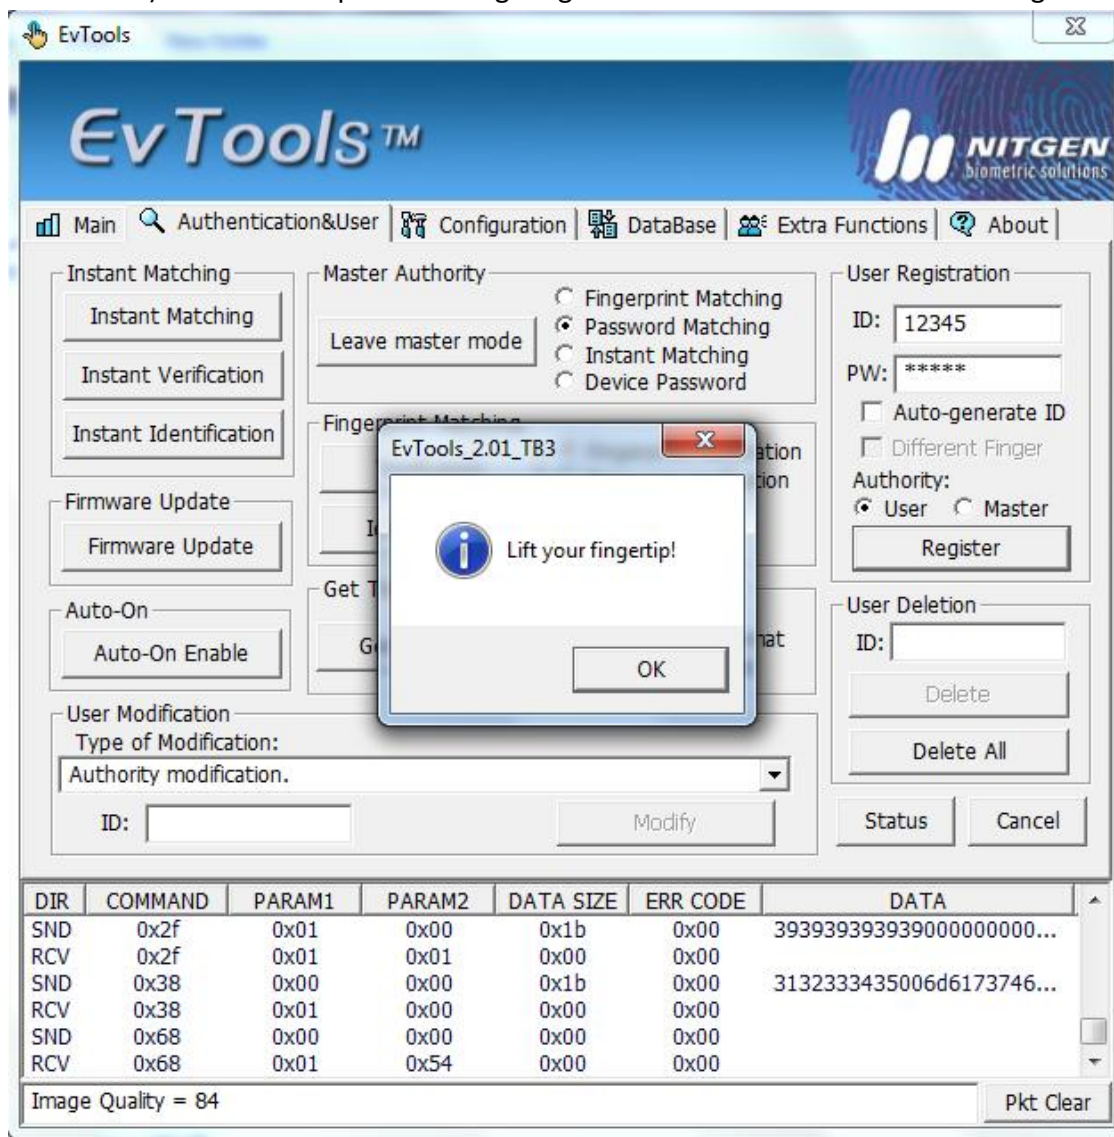 EvTools
EvTools™
NITGEN
biometric solutions
Main Authentication&User Configuration DataBase Extra Functions About
Instant Matching
Instant Matching
Instant Verification
Instant Identification
Master Authority
Leave master mode
Fingerprint Matching
Password Matching
Instant Matching
Device Password
User Registration
ID: 12345
PW: *****
Auto-generate ID
Different Finger
Authority:
User Master
Register
EvTools_2.01_TB3
Lift your fingertip!
OK
Firmware Update
Firmware Update
Auto-On
Auto-On Enable
User Deletion
ID:
Delete
Delete All
User Modification
Type of Modification:
Authority modification.
ID:
Modify
Status Cancel
DIR COMMAND PARAM1 PARAM2 DATA SIZE ERR CODE DATA
SND 0x2f 0x01 0x00 0x1b 0x00 393939393939000000000...
RCV 0x2f 0x01 0x01 0x00 0x00
SND 0x38 0x00 0x00 0x1b 0x00 3132333435006d6173746...
RCV 0x38 0x01 0x00 0x00 0x00
SND 0x68 0x00 0x00 0x00 0x00
RCV 0x68 0x01 0x54 0x00 0x00
Image Quality = 84
Pkt Clear